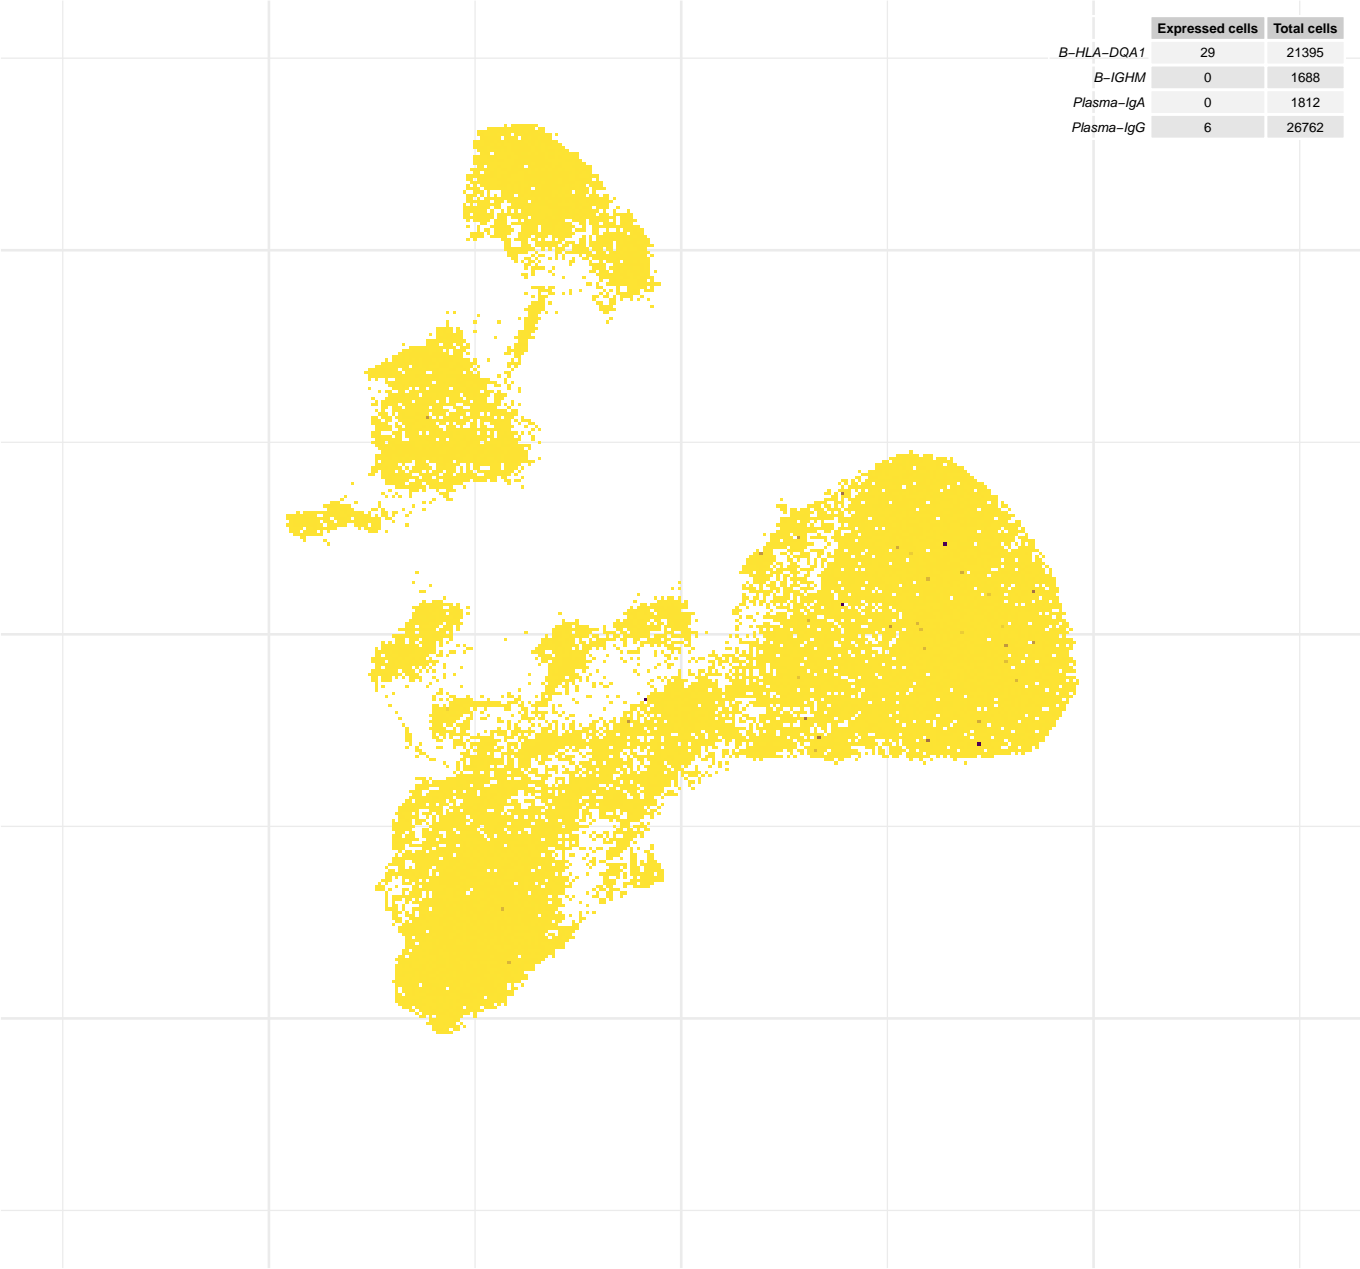 Expressed cells Total cells
B−HLA−DQA1 29 21395
B−IGHM 0 1688
Plasma−IgA 0 1812
Plasma−IgG 6 26762